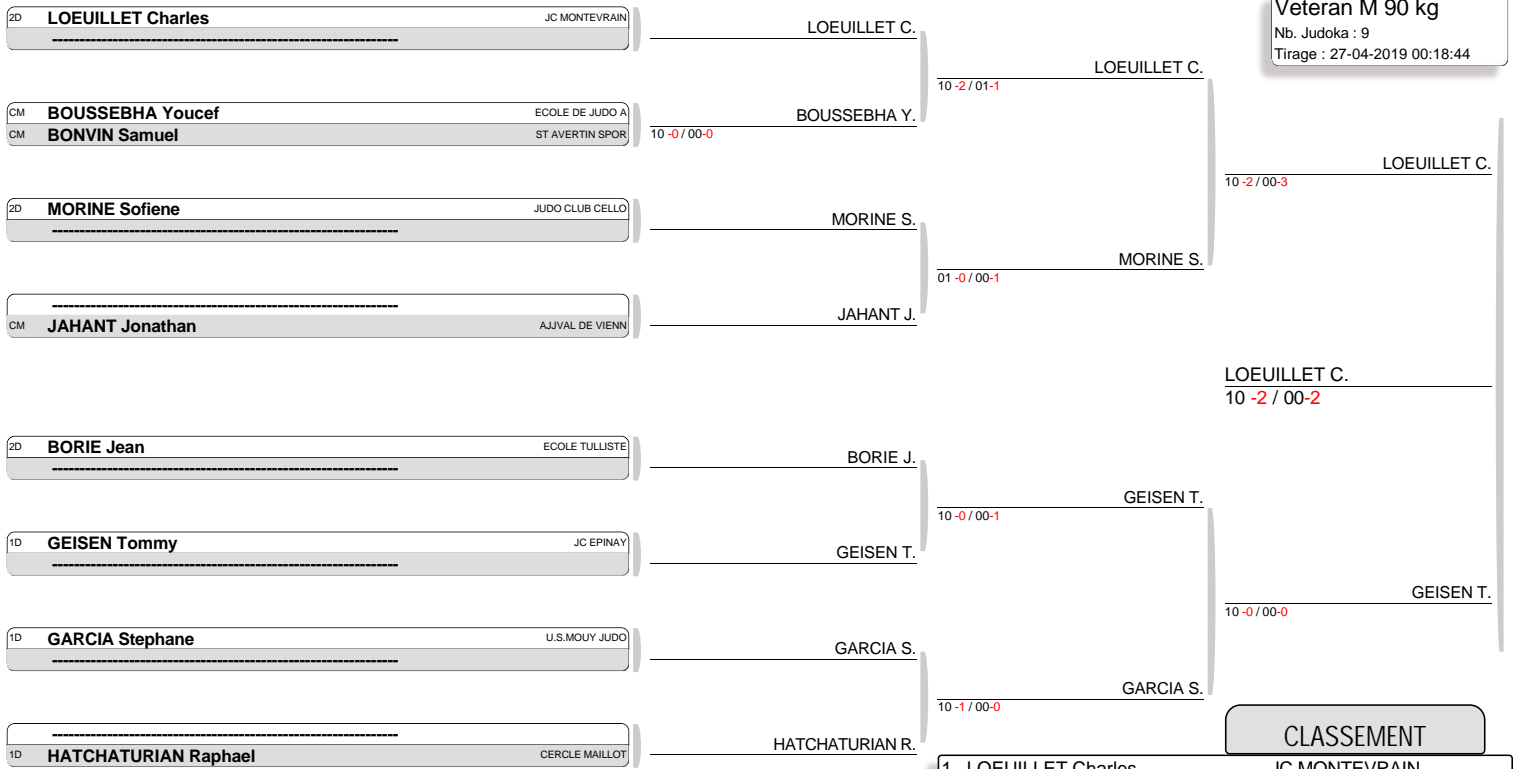 Veteran M 90 kg
Nb. Judoka : 9
Tirage : 27-04-2019 00:18:44
2D LOEUILLET Charles JC MONTEVRAIN
----------------------------------------------------------------
CM BOUSSEBHA Youcef ECOLE DE JUDO A
CM BONVIN Samuel ST AVERTIN SPOR
2D MORINE Sofiene JUDO CLUB CELLO
----------------------------------------------------------------
----------------------------------------------------------------
CM JAHANT Jonathan AJJVAL DE VIENN
2D BORIE Jean ECOLE TULLISTE
----------------------------------------------------------------
1D GEISEN Tommy JC EPINAY
----------------------------------------------------------------
1D GARCIA Stephane U.S.MOUY JUDO
----------------------------------------------------------------
----------------------------------------------------------------
1D HATCHATURIAN Raphael CERCLE MAILLOT
LOEUILLET C.
BOUSSEBHA Y.
10 -0 / 00-0
MORINE S.
JAHANT J.
BORIE J.
GEISEN T.
GARCIA S.
HATCHATURIAN R.
LOEUILLET C.
10 -2 / 01-1
MORINE S.
01 -0 / 00-1
GEISEN T.
10 -0 / 00-1
GARCIA S.
10 -1 / 00-0
LOEUILLET C.
10 -2 / 00-3
GEISEN T.
10 -0 / 00-0
LOEUILLET C.
10 -2 / 00-2
CLASSEMENT
1 LOEUILLET Charles JC MONTEVRAIN